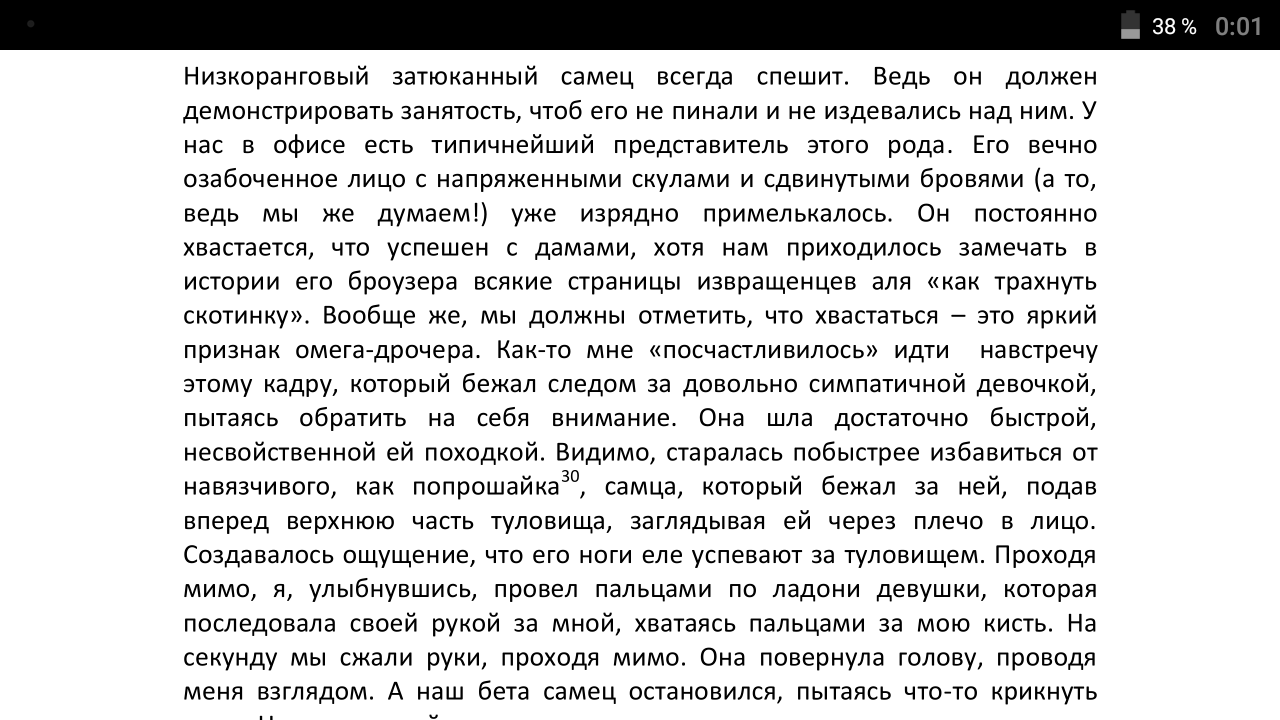 38 % 0:01
Низкоранговый затюканный самец всегда спешит. Ведь он должен
демонстрировать занятость, чтоб его не пинали и не издевались над ним. У
нас в офисе есть типичнейший представитель этого рода. Его вечно
озабоченное лицо с напряженными скулами и сдвинутыми бровями (а то,
ведь мы же думаем!) уже изрядно примелькалось. Он постоянно
хвастается, что успешен с дамами, хотя нам приходилось замечать в
истории его броузера всякие страницы извращенцев аля «как трахнуть
скотинку». Вообще же, мы должны отметить, что хвастаться – это яркий
признак омега-дрочера. Как-то мне «посчастливилось» идти навстречу
этому кадру, который бежал следом за довольно симпатичной девочкой,
пытаясь обратить на себя внимание. Она шла достаточно быстрой,
несвойственной ей походкой. Видимо, старалась побыстрее избавиться от
навязчивого, как попрошайка30, самца, который бежал за ней, подав
вперед верхнюю часть туловища, заглядывая ей через плечо в лицо.
Создавалось ощущение, что его ноги еле успевают за туловищем. Проходя
мимо, я, улыбнувшись, провел пальцами по ладони девушки, которая
последовала своей рукой за мной, хватаясь пальцами за мою кисть. На
секунду мы сжали руки, проходя мимо. Она повернула голову, проводя
меня взглядом. А наш бета самец остановился, пытаясь что-то крикнуть